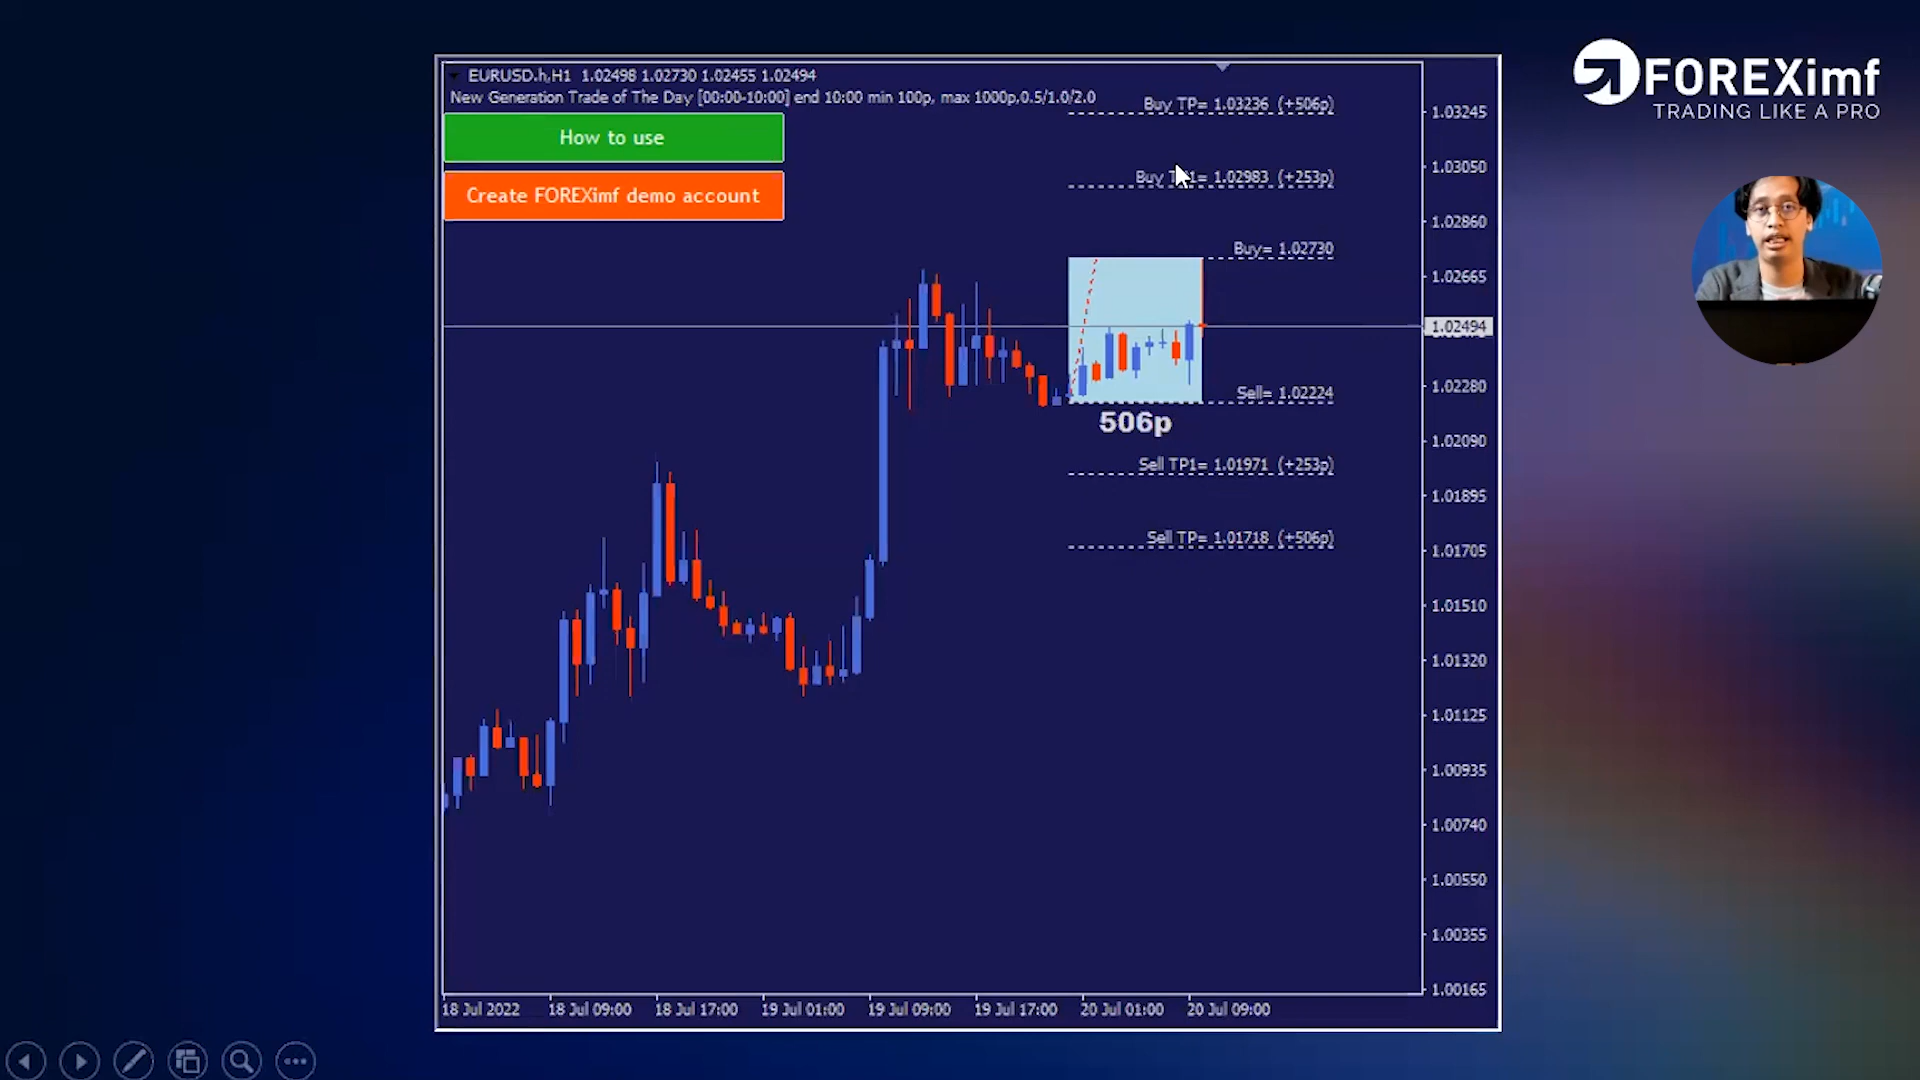 FOREXimf
TRADING LIKE A PRO
EURUSD.h,H1 1.02498 1.02730 1.02455 1.02494
New Generation Trade of The Day [00:00-10:00] end 10:00 min 100p, max 1000p,0.5/1.0/2.0
How to use
Create FOREXimf demo account
Buy TP= 1.03236 (+506p)
Buy TP1= 1.02983 (+253p)
Buy= 1.02730
Sell= 1.02224
506p
Sell TP1= 1.01971 (+253p)
Sell TP= 1.01718 (+506p)
1.03245
1.03050
1.02860
1.02665
1.02494
1.02280
1.02090
1.01895
1.01705
1.01510
1.01320
1.01125
1.00935
1.00740
1.00550
1.00355
1.00165
18 Jul 2022 18 Jul 09:00 18 Jul 17:00 19 Jul 01:00 19 Jul 09:00 19 Jul 17:00 20 Jul 01:00 20 Jul 09:00